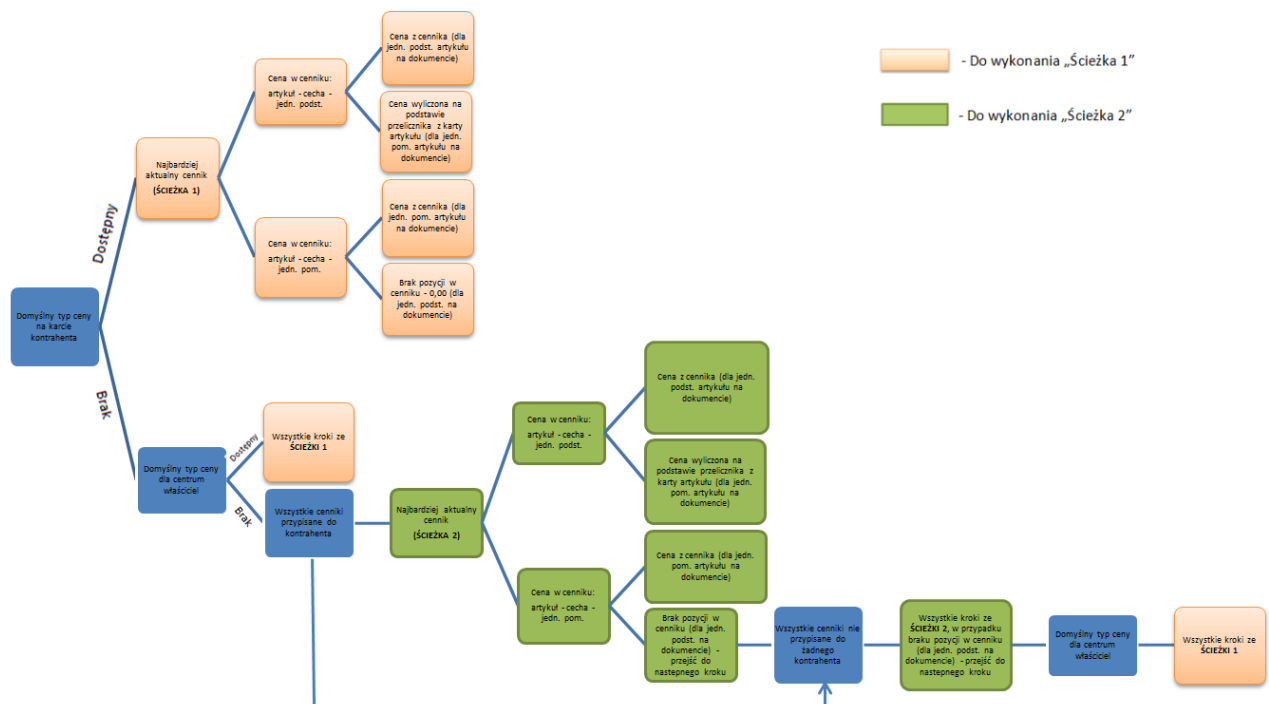 Cena z cennika (dla
jedn. podst. artykułu
na dokumencie)
- Do wykonania „Ścieżka 1”
Cena w cenniku:
artykuł - cecha -
jedn. podst.
Cena wyliczona na
podstawie
przelicznika z karty
artykułu (dla jedn.
pom. artykułu na
dokumencie)
- Do wykonania „Ścieżka 2”
Najbardziej
aktualny cennik
(ŚCIEŻKA 1)
Dostępny
Cena w cenniku:
artykuł - cecha -
jedn. pom.
Cena z cennika (dla
jedn. pom. artykułu
na dokumencie)
Brak pozycji w
cenniku - 0,00 (dla
jedn. podst. na
dokumencie)
Domyślny typ ceny
na karcie
kontrahenta
Brak
Domyślny typ ceny
dla centrum
właściciel
Dostępny
Wszystkie kroki ze
ŚCIEŻKI 1
Brak
Wszystkie cenniki
przypisane do
kontrahenta
Najbardziej aktualny
cennik
(ŚCIEŻKA 2)
Cena w cenniku:
artykuł - cecha -
jedn. podst.
Cena z cennika (dla jedn.
podst. artykułu na
dokumencie)
Cena wyliczona na
podstawie przelicznika z
karty artykułu (dla jedn.
pom. artykułu na
dokumencie)
Cena w cenniku:
artykuł - cecha -
jedn. pom.
Cena z cennika (dla jedn.
pom. artykułu na
dokumencie)
Brak pozycji w
cenniku (dla jedn.
podst. na
dokumencie) -
przejść do
nastepnego kroku
Wszystkie cenniki nie
przypisane do
żadnego
kontrahenta
Wszystkie kroki ze
ŚCIEŻKI 2, w przypadku
braku pozycji w cenniku
(dla jedn. podst. na
dokumencie) - przejść do
nastepnego kroku
Domyślny typ ceny
dla centrum
właściciel
Wszystkie kroki ze
ŚCIEŻKI 1